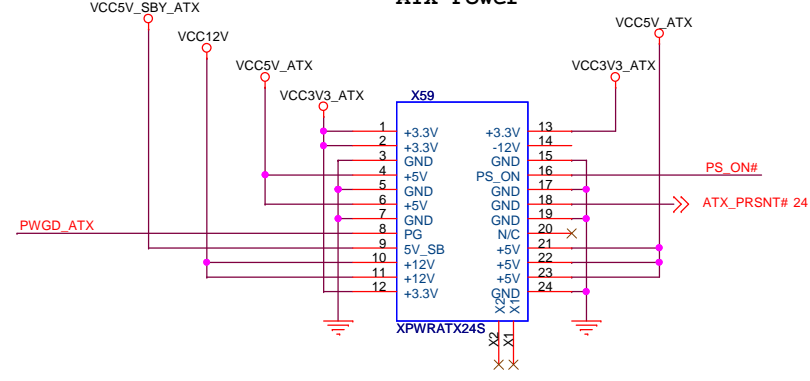 ATX Power
VCC5V_SBY_ATX
VCC12V
VCC5V_ATX
VCC3V3_ATX
VCC5V_ATX
VCC3V3_ATX
X59
1 +3.3V +3.3V 13
2 +3.3V -12V 14
3 GND GND 15
4 +5V PS_ON 16 PS_ON#
5 GND GND 17
6 +5V GND 18 ATX_PRSNT# 24
7 GND GND 19
PWGD_ATX 8 PG N/C 20
9 5V_SB +5V 21
10 +12V +5V 22
11 +12V +5V 23
12 +3.3V GND 24
X2 X1
XPWRATX24S
X2 X1